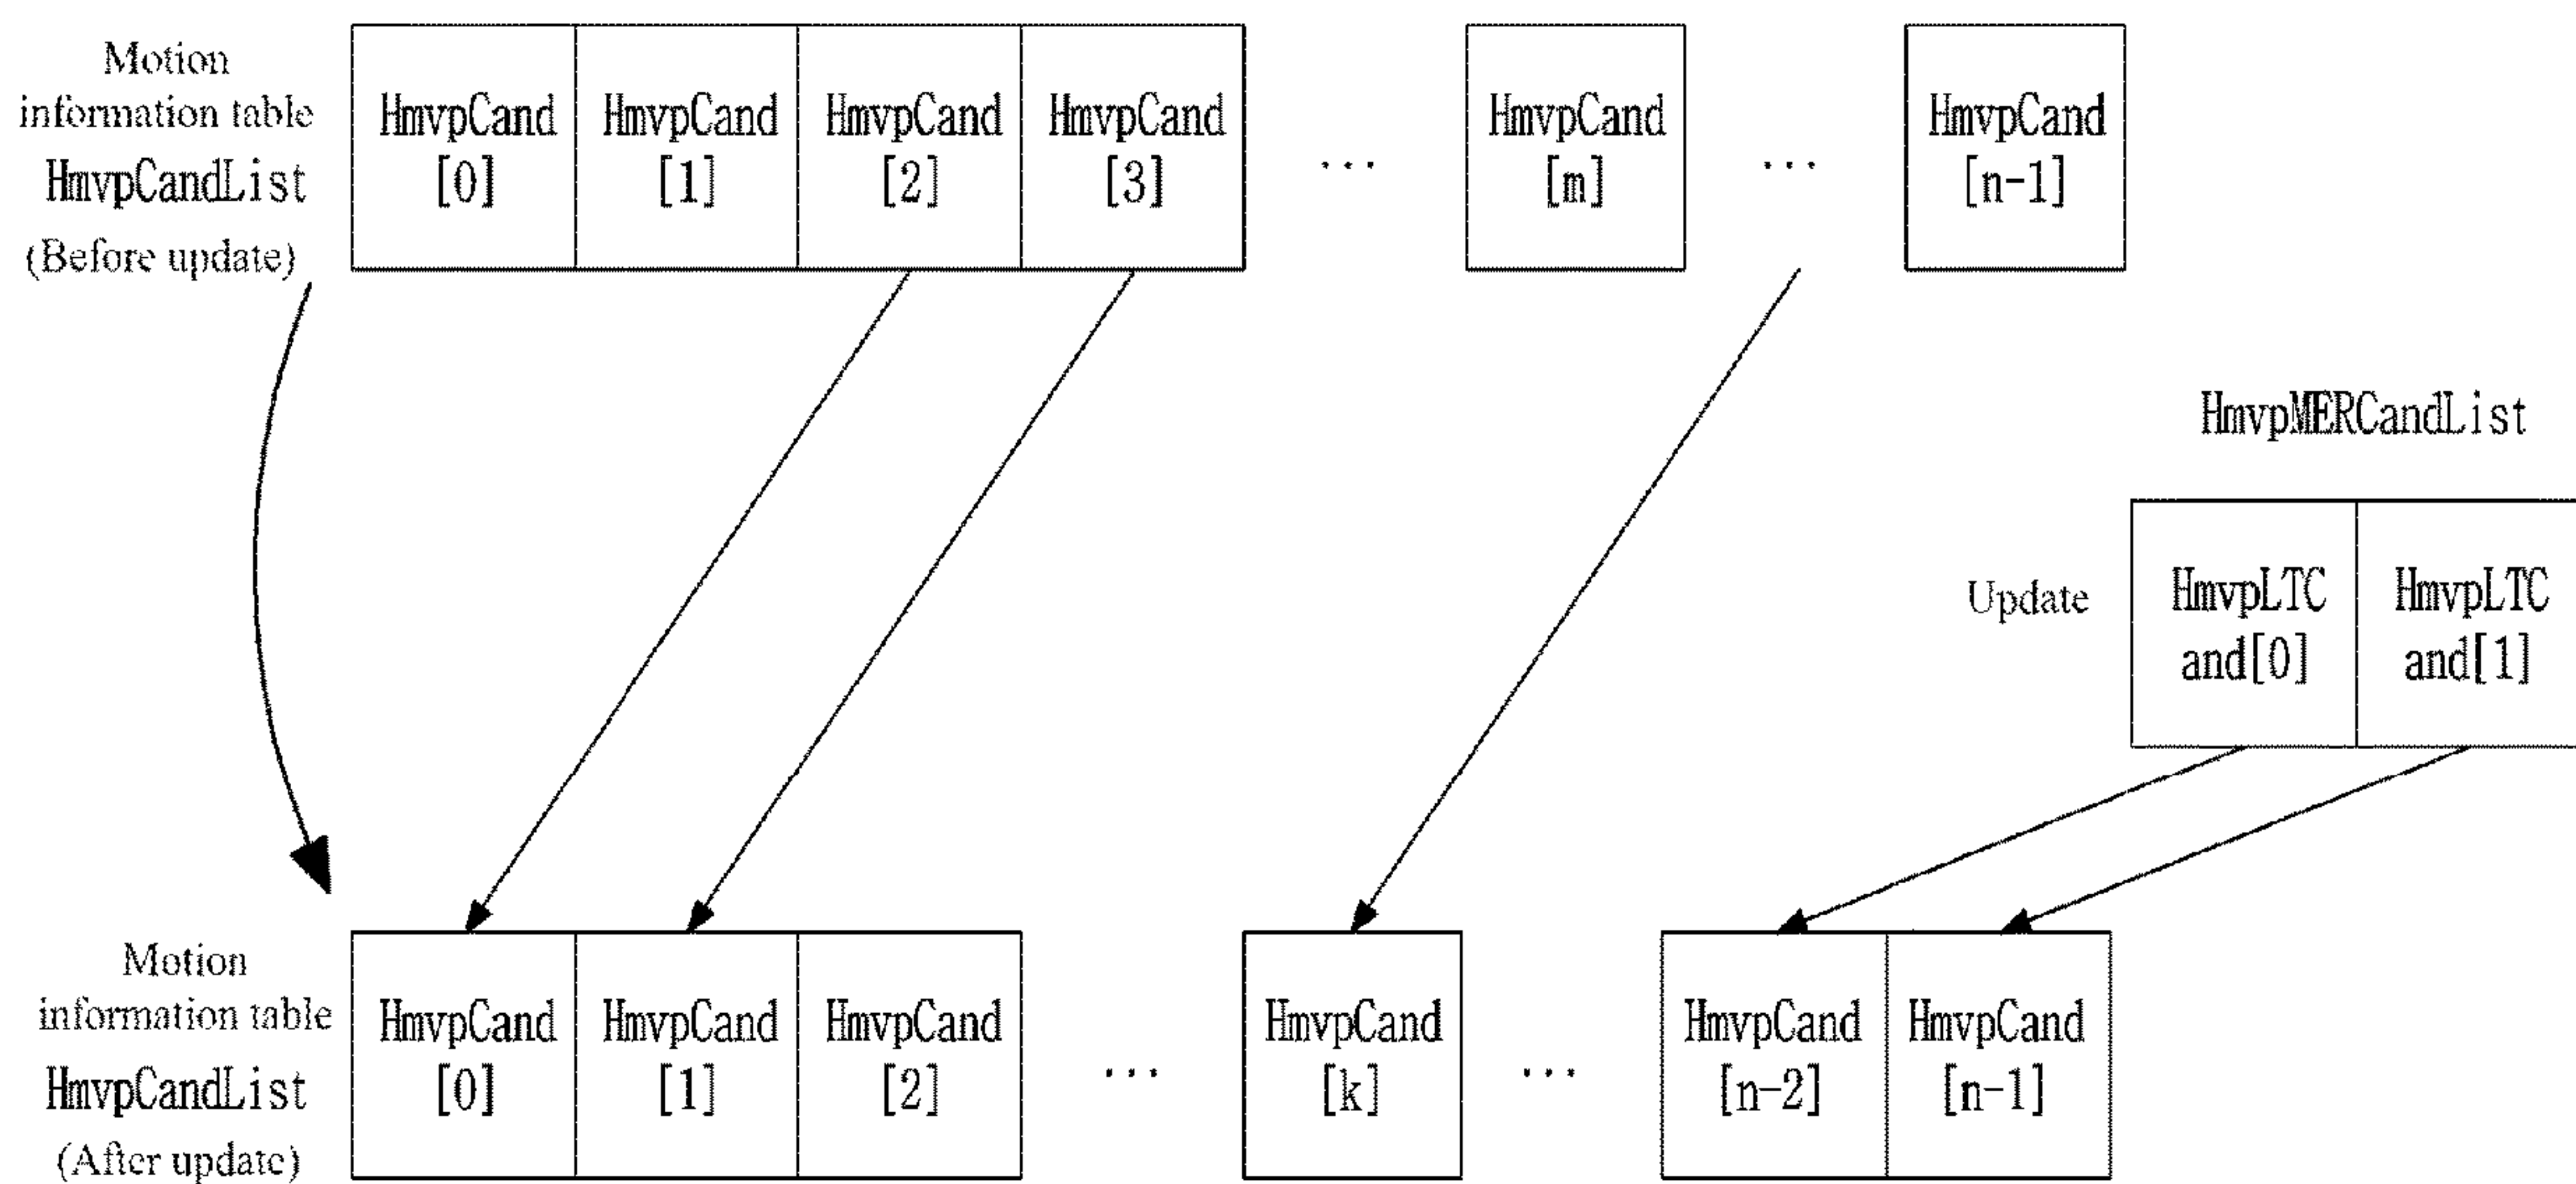 Motion
information table
HmvpCandList
(Before update)
HmvpCand
[0]
HmvpCand
[1]
HmvpCand
[2]
HmvpCand
[3]
...
HmvpCand
[m]
...
HmvpCand
[n-1]
HmvpMERCandList
Update
HmvpLTC
and[0]
HmvpLTC
and[1]
Motion
information table
HmvpCandList
(After update)
HmvpCand
[0]
HmvpCand
[1]
HmvpCand
[2]
...
HmvpCand
[k]
...
HmvpCand
[n-2]
HmvpCand
[n-1]